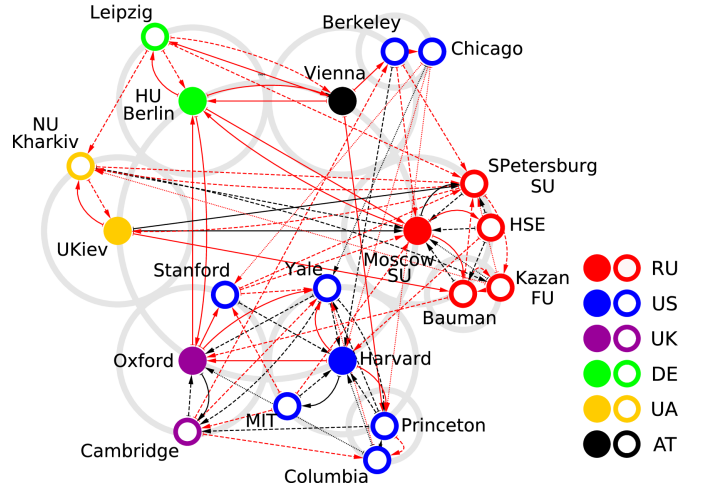 Leipzig
Berkeley
Chicago
Vienna
HU
Berlin
NU
Kharkiv
SPetersburg
SU
HSE
UKiev
Moscow
SU
Stanford
Yale
Kazan
FU
Bauman
Oxford
Harvard
MIT
Princeton
Cambridge
Columbia
RU
US
UK
DE
UA
AT